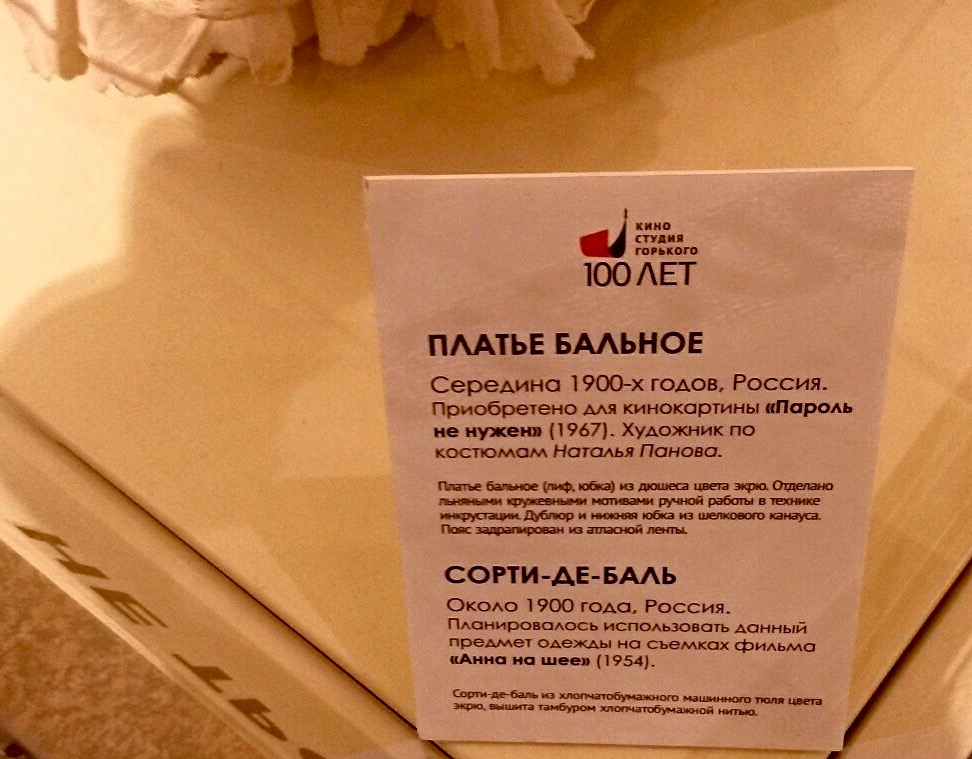 КИНО
СТУДИЯ
ГОРЬКОГО
100 ЛЕТ
ПЛАТЬЕ БАЛЬНОЕ
Середина 1900-х годов, Россия.
Приобретено для кинокартины «Пароль
не нужен» (1967). Художник по
костюмам Наталья Панова.
Платье бальное (лиф, юбка) из дюшеса цвета экрю. Отделано
льняными кружевными мотивами ручной работы в технике
инкрустации. Дублюр и нижняя юбка из шелкового канауса.
Пояс задрапирован из атласной ленты.
СОРТИ-ДЕ-БАЛЬ
Около 1900 года, Россия.
Планировалось использовать данный
предмет одежды на съемках фильма
«Анна на шее» (1954).
Сорти-де-баль из хлопчатобумажного машинного тюля цвета
экрю, вышита тамбуром хлопчатобумажной нитью.
НЕ